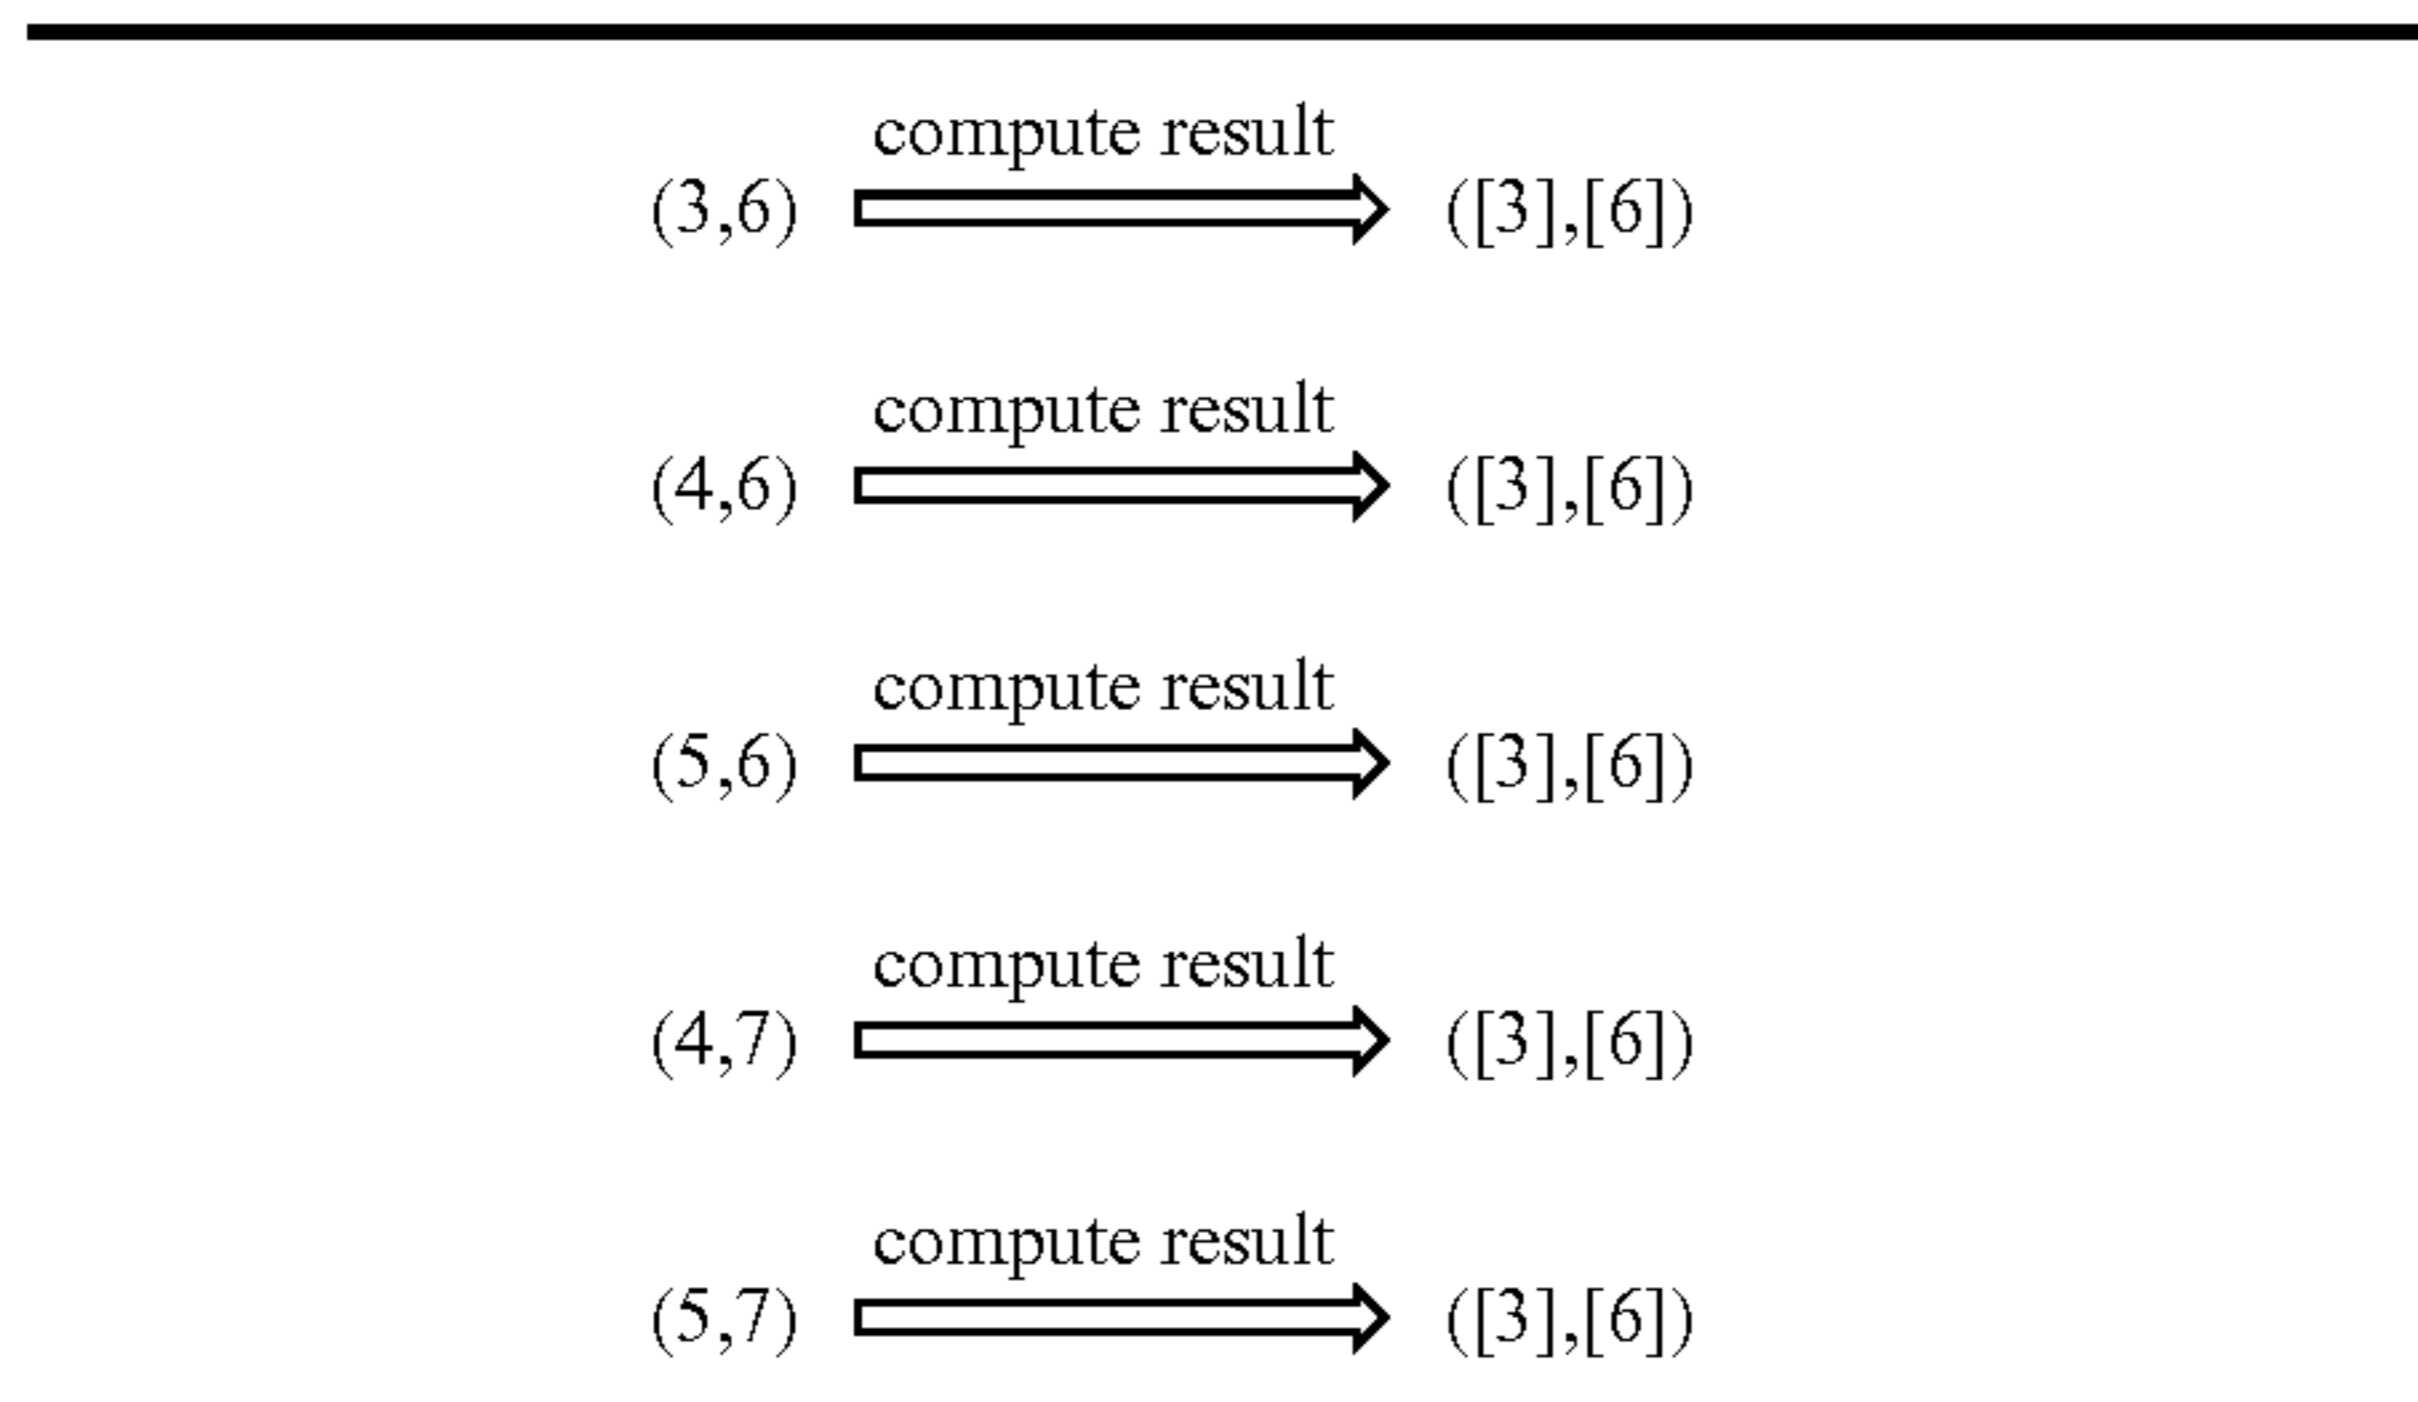 compute result
(3,6) ([3],[6])
compute result
(4,6) ([3],[6])
compute result
(5,6) ([3],[6])
compute result
(4,7) ([3],[6])
compute result
(5,7) ([3],[6])